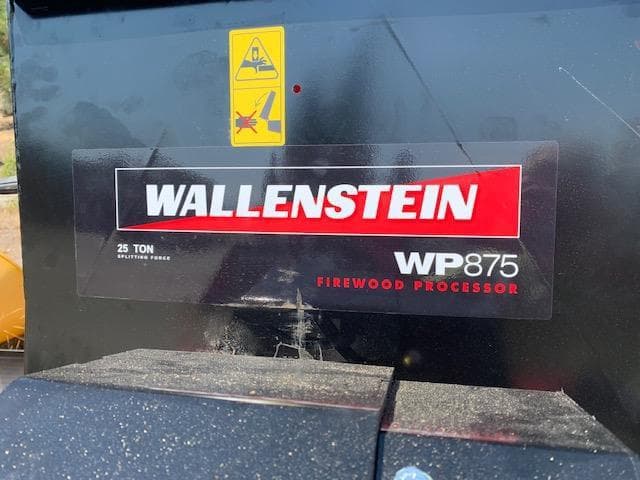 WALLENSTEIN
25 TON
SPLITTING FORCE
WP875
FIREWOOD PROCESSOR